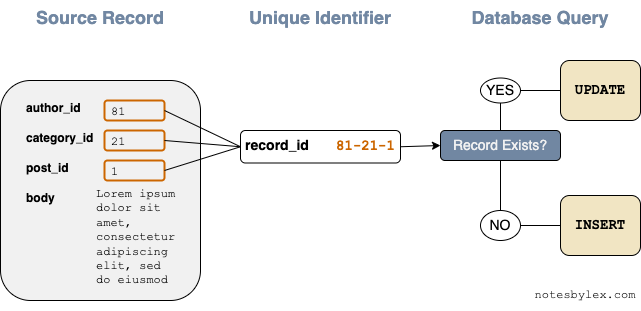 Source Record
Unique Identifier
Database Query
author_id 81
category_id 21
post_id 1
body
Lorem ipsum
dolor sit
amet,
consectetur
adipiscing
elit, sed
do eiusmod
record_id 81-21-1
Record Exists?
YES
UPDATE
NO
INSERT
notesbylex.com